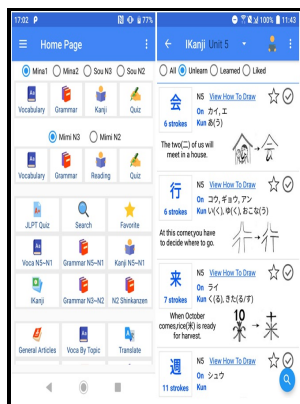 17:02
77%
Home Page
Mina1 Mina2 Sou N3 Sou N2
Vocabulary Grammar Kanji Quiz
Mimi N3 Mimi N2
Vocabulary Grammar Reading Quiz
JLPT Quiz Search Favorite
Voca N5~N1 Grammar N5~N1 Kanji N5~N1
IKanji Grammar N3~N2 N2 Shinkanzen
General Articles Voca By Topic Translate
100% 11:43
IKanji Unit 5
All Unlearn Learned Liked
会
6 strokes
N5 View How To Draw
On カイ, エ
Kun あ(う)
The two(二) of us will
meet in a house.
行
6 strokes
N5 View How To Draw
On コウ, ギョウ, アン
Kun い(く), ゆ(く), おこな(う)
At this corner,you have
to decide where to go.
来
7 strokes
N5 View How To Draw
On ライ
Kun く(る), きた(る/す)
When October
comes,rice(米) is ready
for harvest.
10
週
11 strokes
N5 View How To Draw
On シュウ
Kun